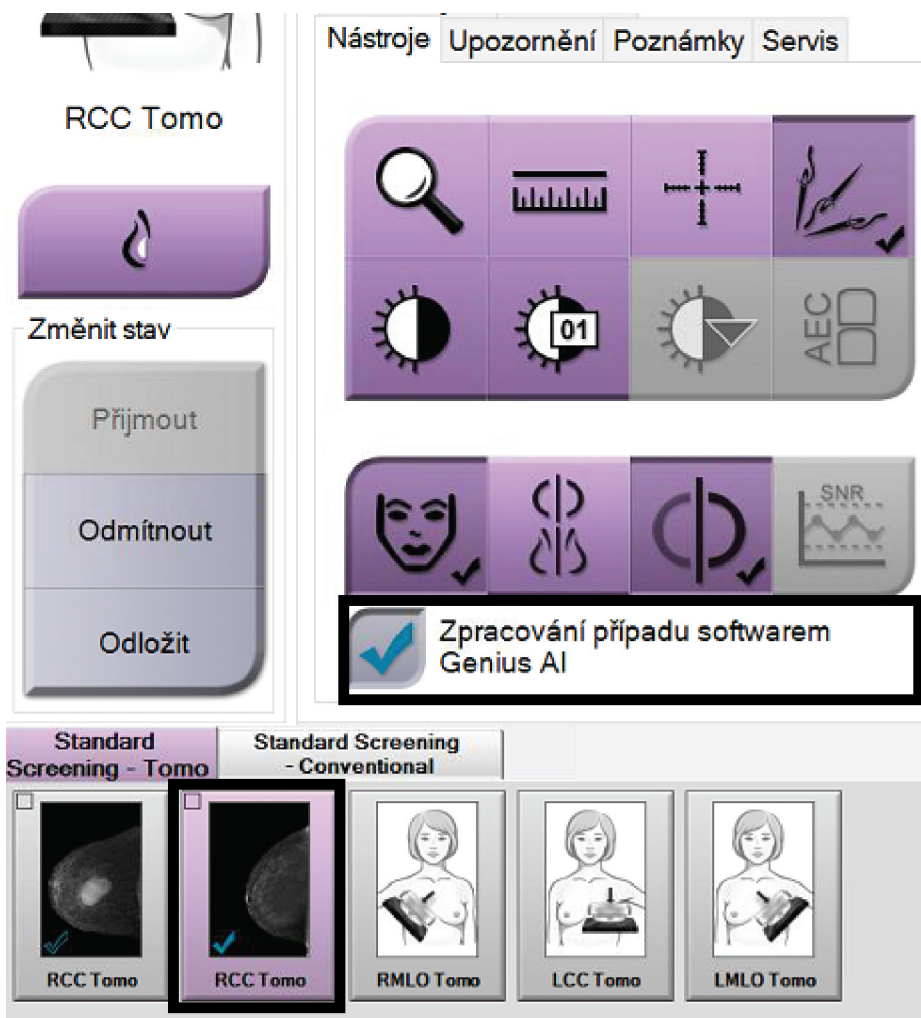 Nástroje Upozornění Poznámky Servis
RCC Tomo
01
AEC
Změnit stav
Přijmout
Odmítnout
Odložit
SNR
Zpracování případu softwarem
Genius AI
Standard
Screening - Tomo
Standard Screening
- Conventional
RCC Tomo
RCC Tomo
RMLO Tomo
LCC Tomo
LMLO Tomo